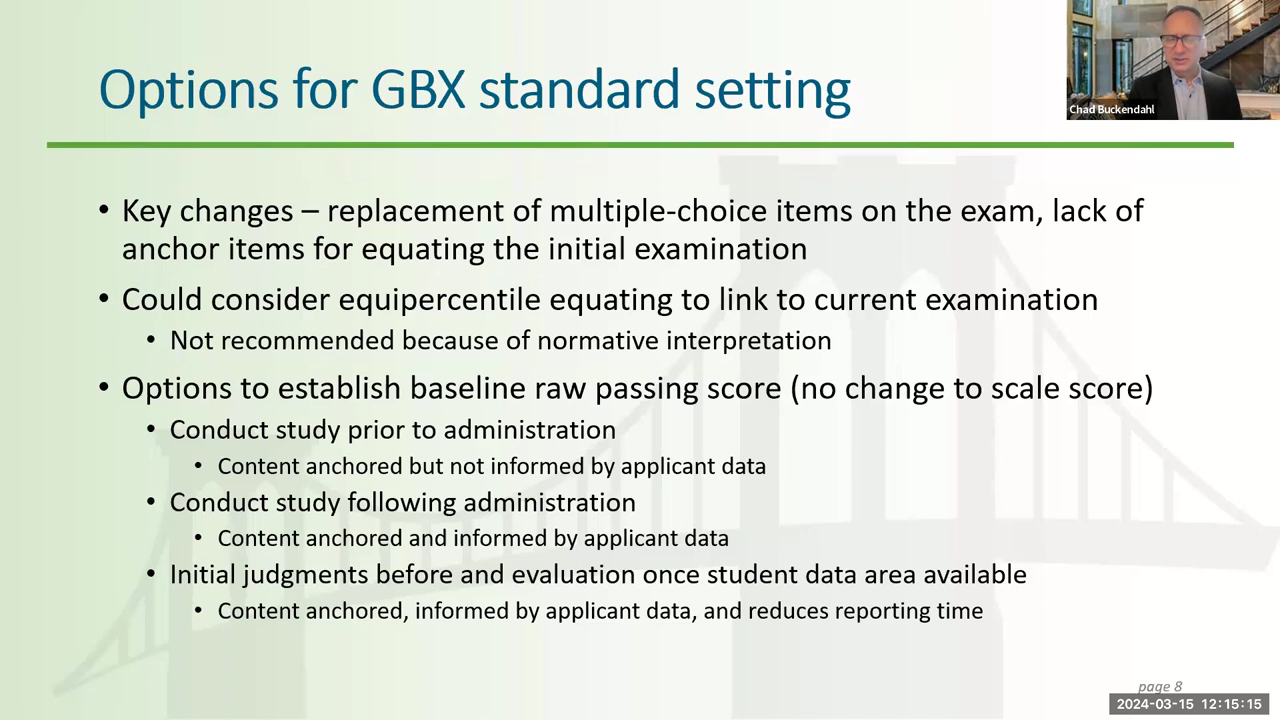 Options for GBX standard setting
Chad Buckendahl
• Key changes – replacement of multiple-choice items on the exam, lack of
anchor items for equating the initial examination
• Could consider equipercentile equating to link to current examination
• Not recommended because of normative interpretation
• Options to establish baseline raw passing score (no change to scale score)
• Conduct study prior to administration
• Content anchored but not informed by applicant data
• Conduct study following administration
• Content anchored and informed by applicant data
• Initial judgments before and evaluation once student data area available
• Content anchored, informed by applicant data, and reduces reporting time
page 8
2024-03-15 12:15:15